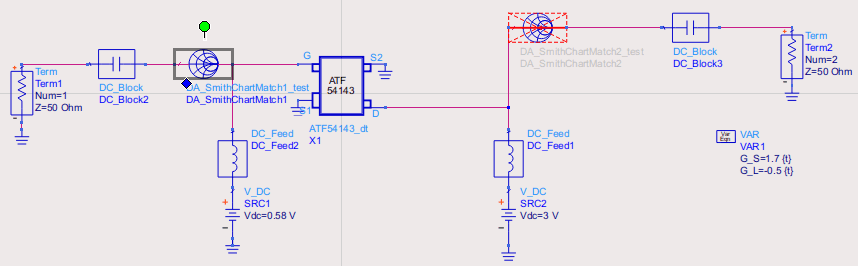 Term
Term1
Num=1
Z=50 Ohm
DC_Block
DC_Block2
DA_SmithChartMatch1_test
DA_SmithChartMatch1
G
S2
ATF
54143
S1
D
ATF54143_dt
X1
DC_Feed
DC_Feed2
V_DC
SRC1
Vdc=0.58 V
DA_SmithChartMatch2_test
DA_SmithChartMatch2
DC_Block
DC_Block3
Term
Term2
Num=2
Z=50 Ohm
DC_Feed
DC_Feed1
V_DC
SRC2
Vdc=3 V
Var
Eqn
VAR
VAR1
G_S=1.7 {t}
G_L=-0.5 {t}